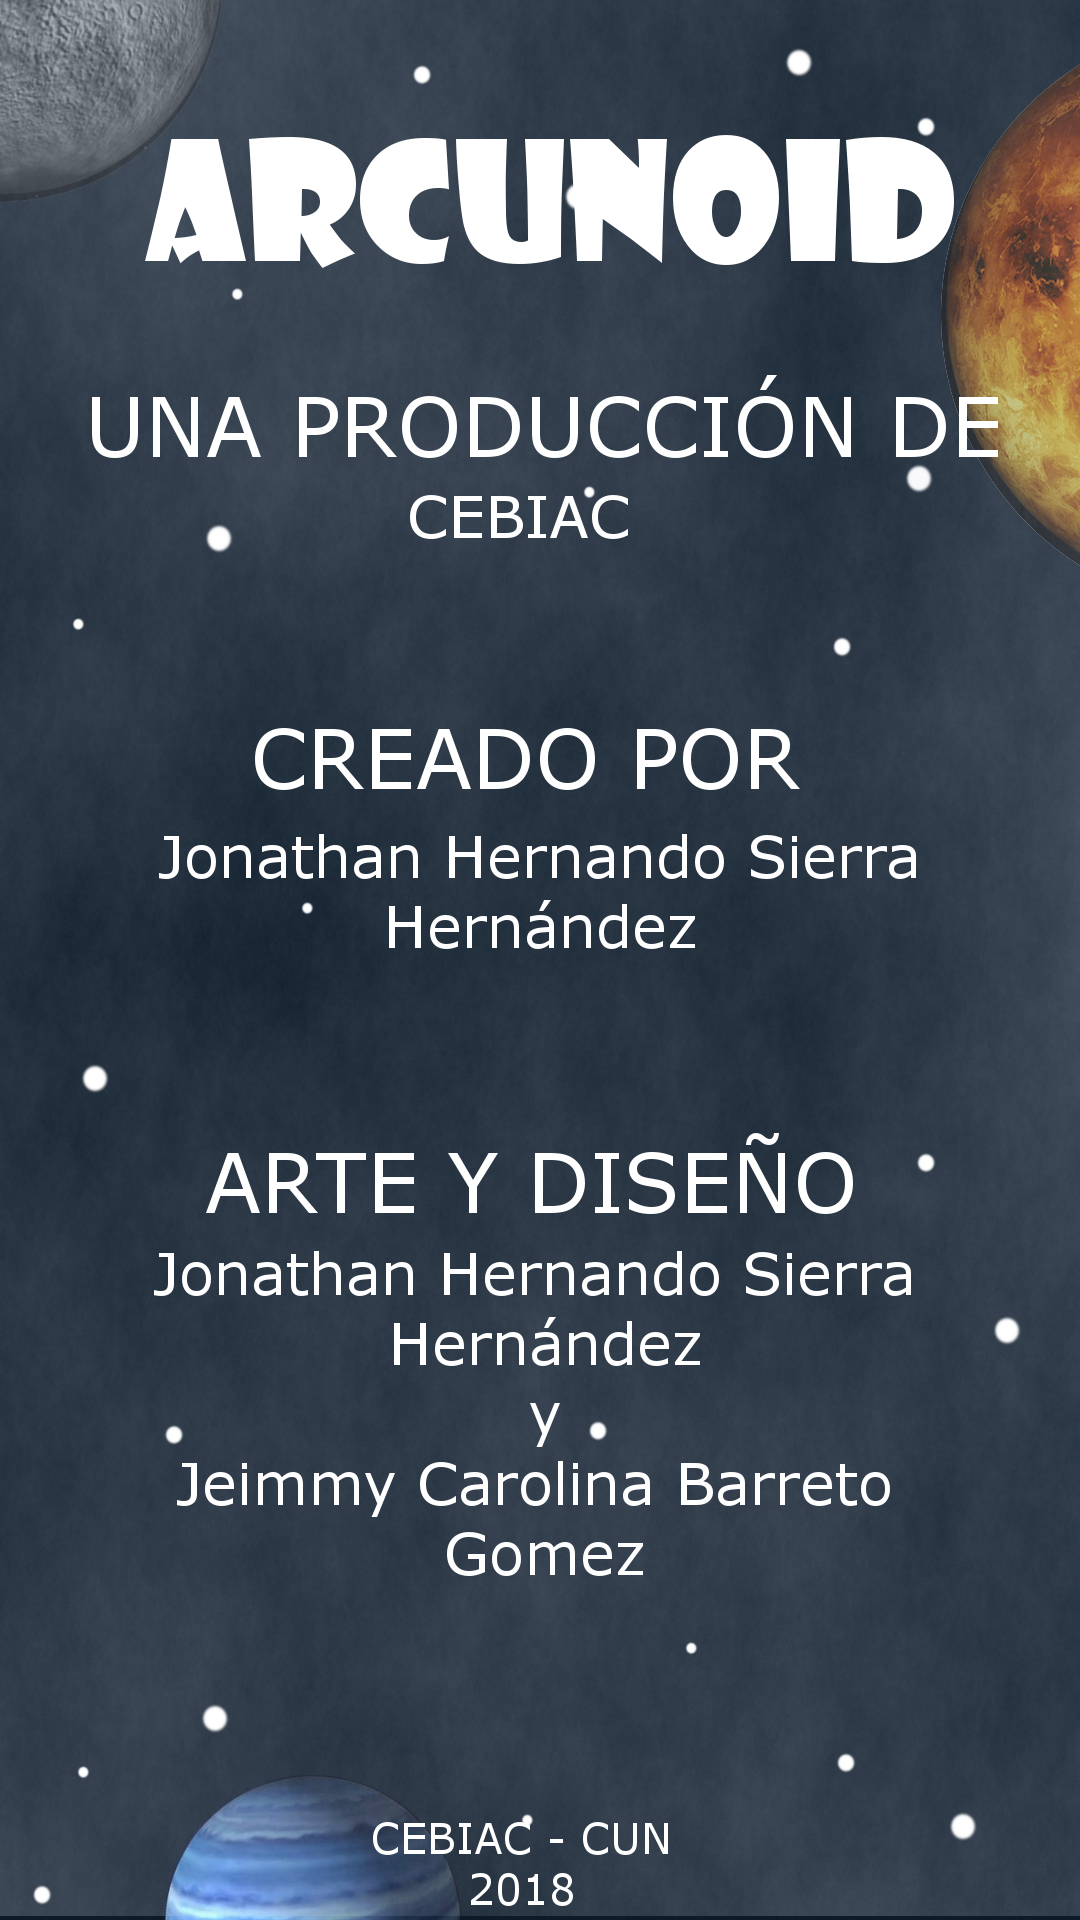 ARCUNOID
UNA PRODUCCIÓN DE
CEBIAC
CREADO POR
Jonathan Hernando Sierra
Hernández
ARTE Y DISEÑO
Jonathan Hernando Sierra
Hernández
y
Jeimmy Carolina Barreto
Gomez
CEBIAC - CUN
2018